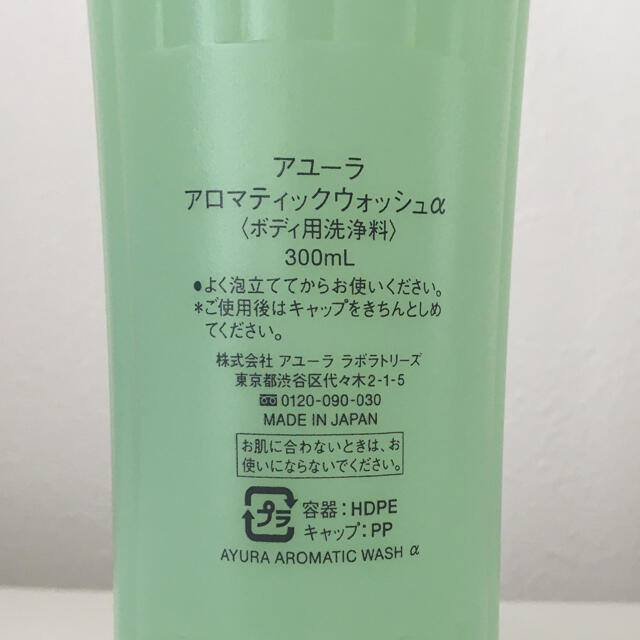 アユーラ
アロマティックウォッシュα
〈ボディ用洗浄料〉
300mL
●よく泡立ててからお使いください。
*ご使用後はキャップをきちんとしめ
てください。
株式会社 アユーラ ラボラトリーズ
東京都渋谷区代々木2-1-5
0120-090-030
MADE IN JAPAN
お肌に合わないときは、お
使いにならないでください。
プラ 容器:HDPE
キャップ:PP
AYURA AROMATIC WASH α